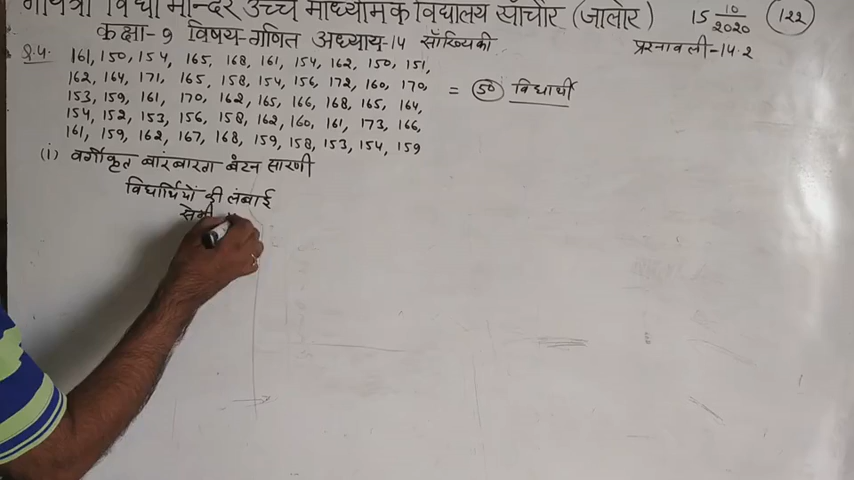 गायत्री विद्या मन्दिर उच्च माध्यमिक विद्यालय साँचोर (जालोर) 15 10/2020 (122)
कक्षा-9 विषय-गणित अध्याय-14 साँख्यिकी प्रश्नावली-14.2
Q.4. 161, 150, 154, 165, 168, 161, 154, 162, 150, 151,
162, 164, 171, 165, 158, 154, 156, 172, 160, 170,
153, 159, 161, 170, 162, 165, 166, 168, 165, 164,
154, 152, 153, 156, 158, 162, 160, 161, 173, 166,
161, 159, 162, 167, 168, 159, 158, 153, 154, 159
= 50 विद्यार्थी
(i) वर्गीकृत बारंबारता बंटन सारणी
विद्यार्थियों की लंबाई
सेमी